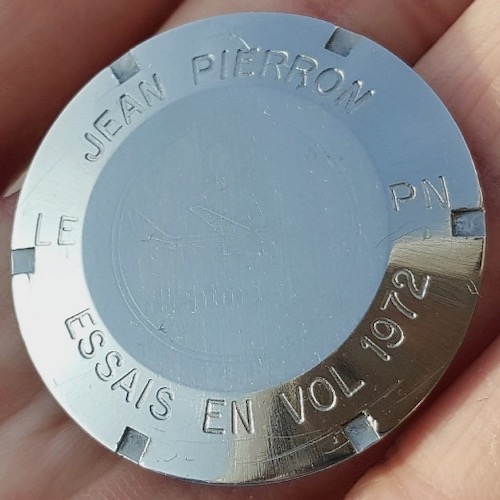 JEAN PIERRON
LE PN
ESSAIS EN VOL 1972